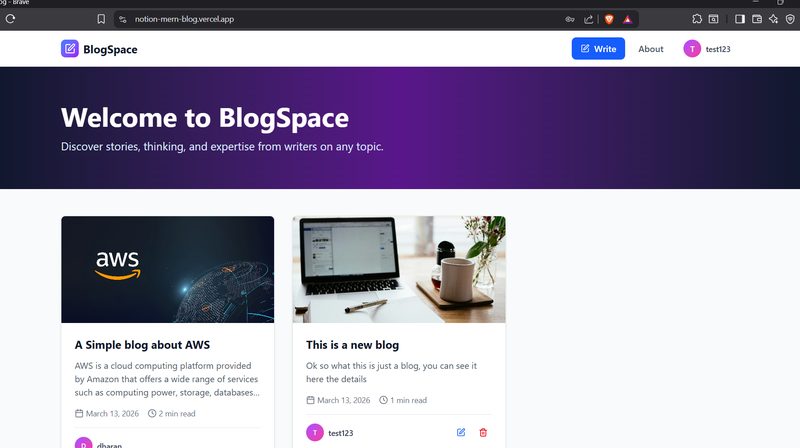 og - Brave
notion-mern-blog.vercel.app
BlogSpace
Write
About
T
test123
Welcome to BlogSpace
Discover stories, thinking, and expertise from writers on any topic.
aws
A Simple blog about AWS
AWS is a cloud computing platform provided
by Amazon that offers a wide range of services
such as computing power, storage, databases...
March 13, 2026
2 min read
D
dharan
This is a new blog
Ok so what this is just a blog, you can see it
here the details
March 13, 2026
1 min read
T
test123